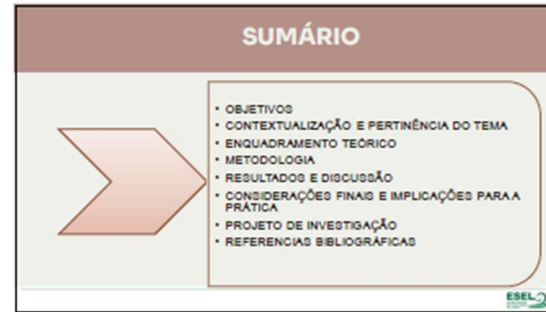 SUMÁRIO
• OBJETIVOS
• CONTEXTUALIZAÇÃO E PERTINÊNCIA DO TEMA
• ENQUADRAMENTO TEÓRICO
• METODOLOGIA
• RESULTADOS E DISCUSSÃO
• CONSIDERAÇÕES FINAIS E IMPLICAÇÕES PARA A
PRÁTICA
• PROJETO DE INVESTIGAÇÃO
• REFERENCIAS BIBLIOGRÁFICAS
ESEL